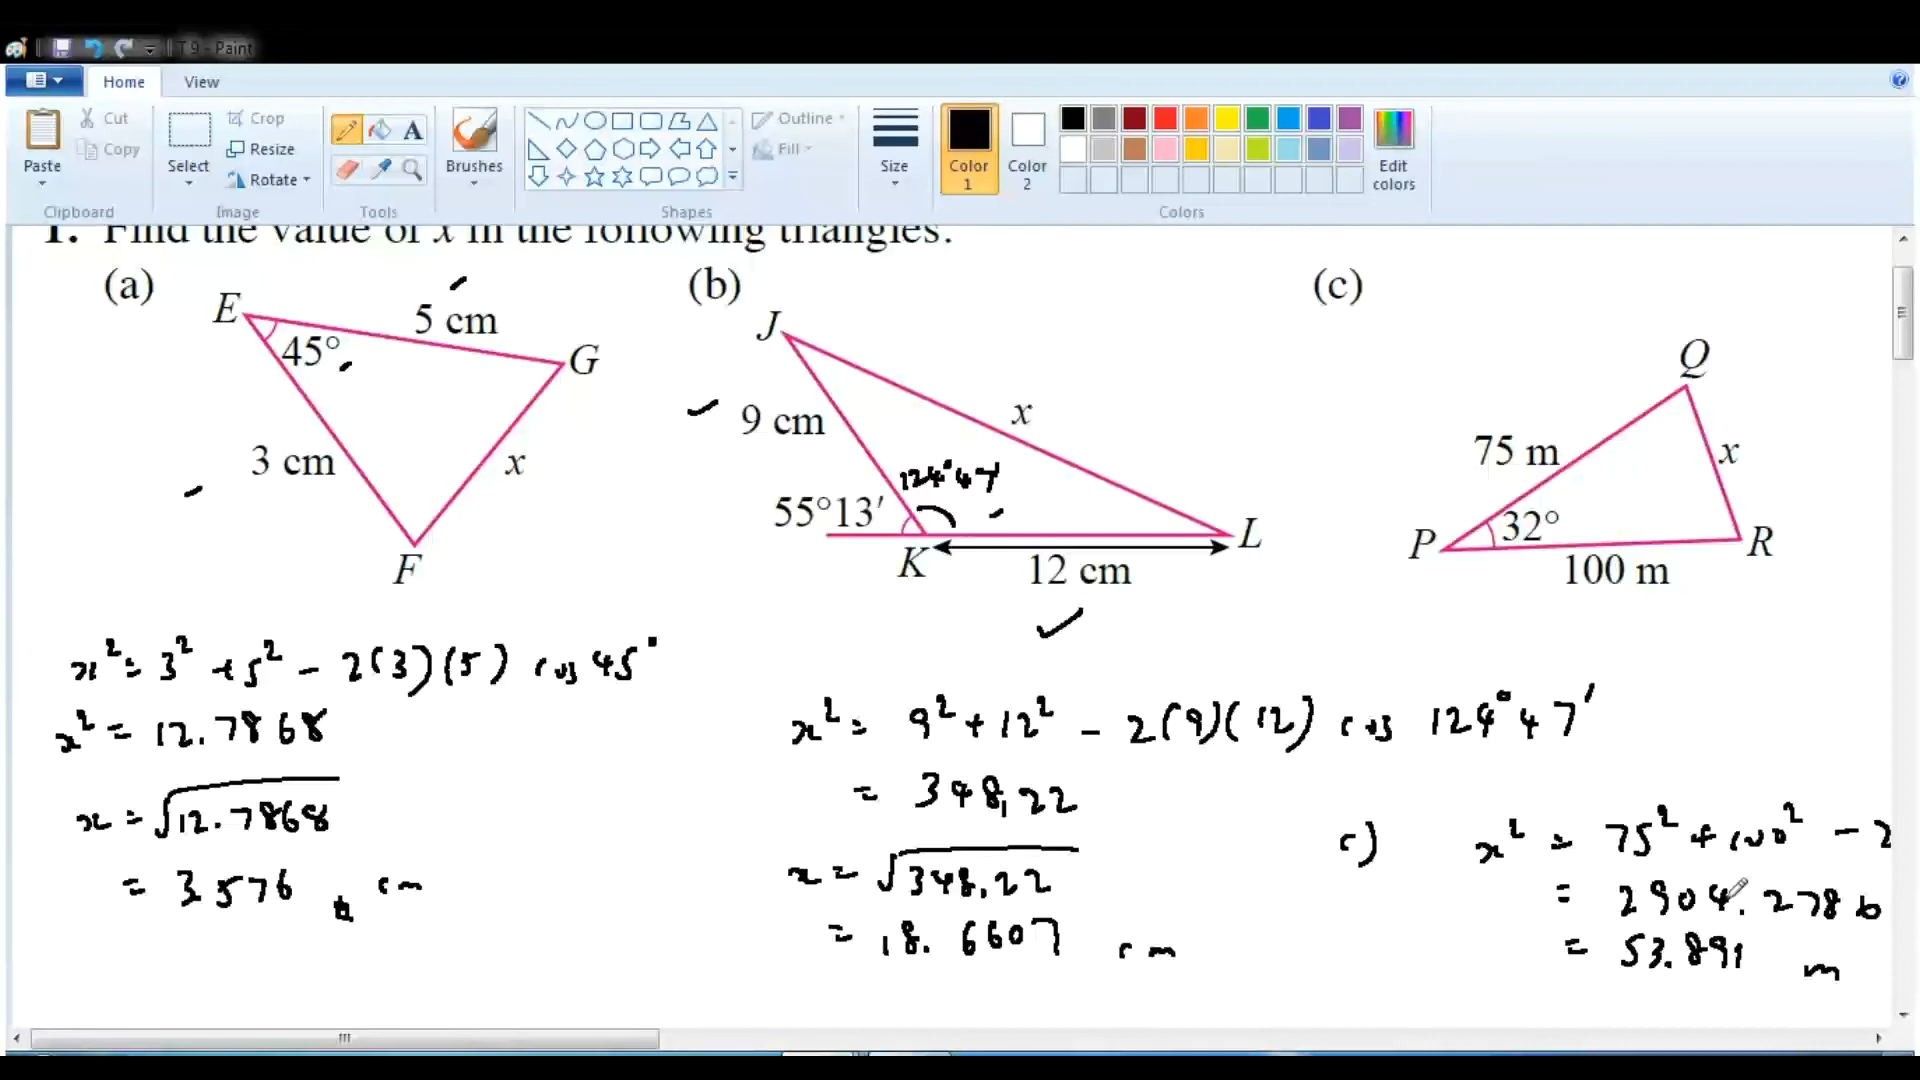 T 9 - Paint
Home View
Paste Cut Copy
Clipboard
Select Crop Resize Rotate
Image
A
Tools
Brushes
Outline Fill
Shapes
Size
Color 1
Color 2
Edit colors
Colors
1. Find the value of x in the following triangles.
(a)
E
5 cm
45°
G
3 cm
x
F
(b)
J
9 cm
x
124°47'
55°13′
K
L
12 cm
(c)
Q
75 m
x
P
32°
R
100 m
x² = 3² + 5² - 2(3)(5) cos 45°
x² = 12.7868
x = √12.7868
= 3.576 cm
x² = 9² + 12² - 2(9)(12) cos 124°47'
= 348.22
x = √348.22
= 18.6607 cm
c) x² = 75² + 100² - 2
= 2904.2786
= 53.891 m